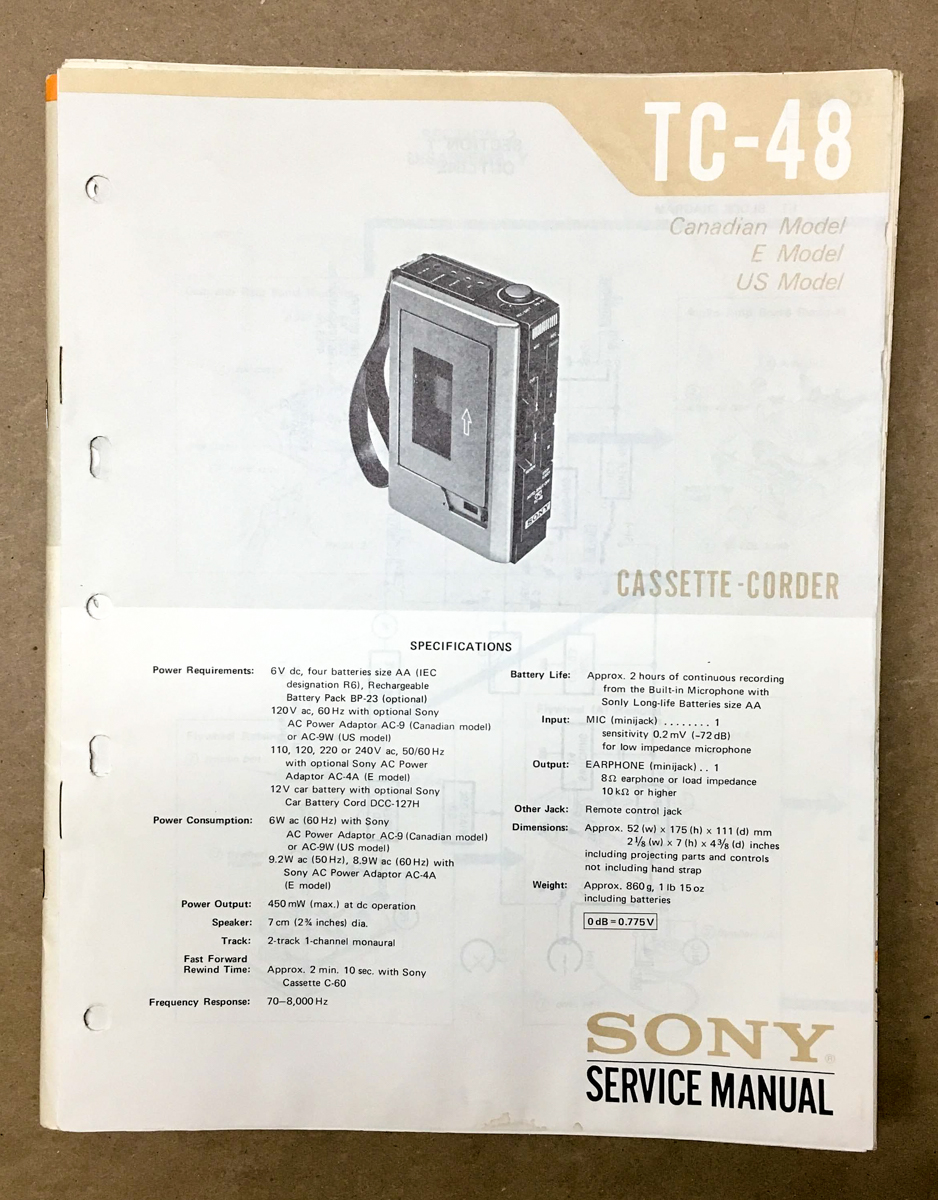 TC-48
Canadian Model
E Model
US Model
SONY
CASSETTE-CORDER
SPECIFICATIONS
Power Requirements: 6V dc, four batteries size AA (IEC
designation R6), Rechargeable
Battery Pack BP-23 (optional)
120V ac, 60Hz with optional Sony
AC Power Adaptor AC-9 (Canadian model)
or AC-9W (US model)
110, 120, 220 or 240V ac, 50/60Hz
with optional Sony AC Power
Adaptor AC-4A (E model)
12V car battery with optional Sony
Car Battery Cord DCC-127H
Power Consumption: 6W ac (60Hz) with Sony
AC Power Adaptor AC-9 (Canadian model)
or AC-9W (US model)
9.2W ac (50Hz), 8.9W ac (60Hz) with
Sony AC Power Adaptor AC-4A
(E model)
Power Output: 450mW (max.) at dc operation
Speaker: 7cm (2¾ inches) dia.
Track: 2-track 1-channel monaural
Fast Forward
Rewind Time: Approx. 2 min. 10 sec. with Sony
Cassette C-60
Frequency Response: 70–8,000Hz
Battery Life: Approx. 2 hours of continuous recording
from the Built-in Microphone with
Sonly Long-life Batteries size AA
Input: MIC (minijack) ........ 1
sensitivity 0.2mV (–72dB)
for low impedance microphone
Output: EARPHONE (minijack) .. 1
8Ω earphone or load impedance
10kΩ or higher
Other Jack: Remote control jack
Dimensions: Approx. 52 (w) × 175 (h) × 111 (d) mm
2⅛ (w) × 7 (h) × 4⅜ (d) inches
including projecting parts and controls
not including hand strap
Weight: Approx. 860g, 1 lb 15oz
including batteries
0dB=0.775V
SONY®
SERVICE MANUAL